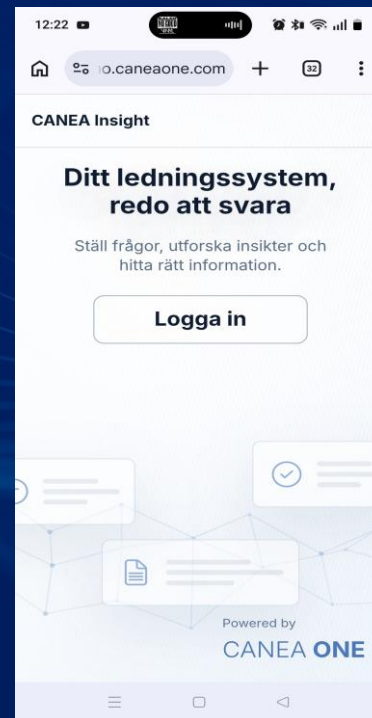 12:22
o.caneaone.com
32
CANEA Insight
Ditt ledningssystem,
redo att svara
Ställ frågor, utforska insikter och
hitta rätt information.
Logga in
Powered by
CANEA ONE